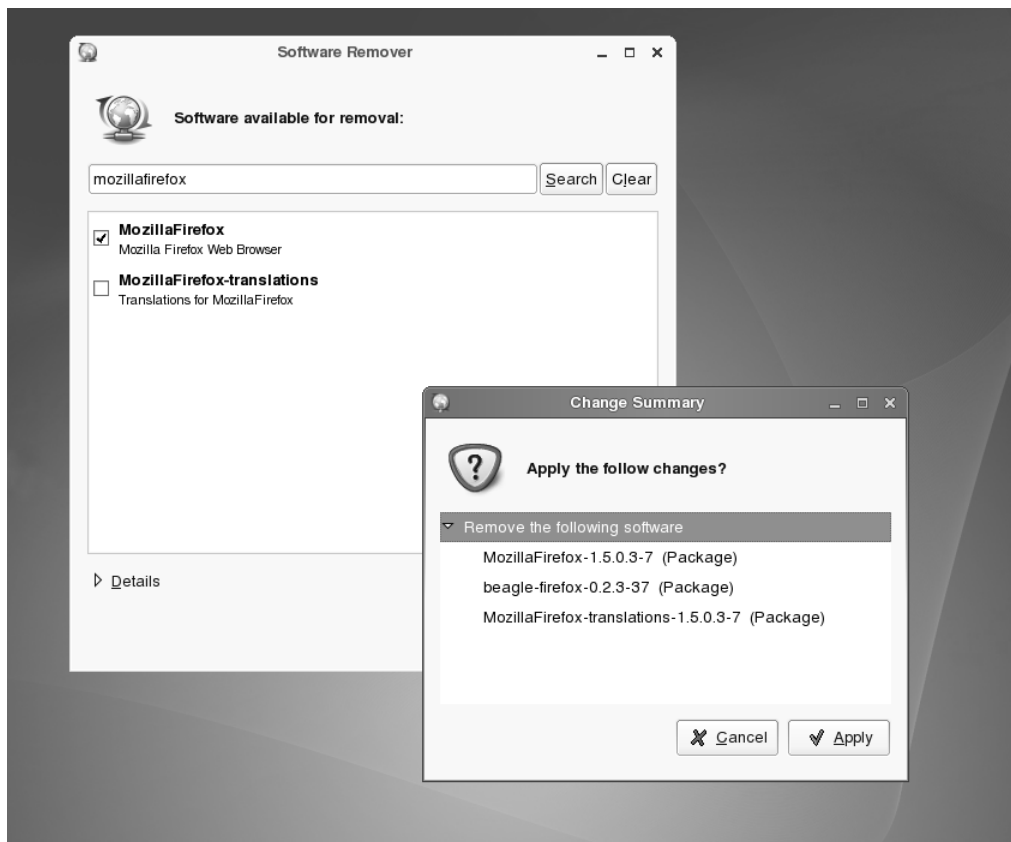 Software Remover
Software available for removal:
mozillafirefox
Search
Clear
MozillaFirefox
Mozilla Firefox Web Browser
MozillaFirefox-translations
Translations for MozillaFirefox
Details
Change Summary
Apply the follow changes?
Remove the following software
MozillaFirefox-1.5.0.3-7 (Package)
beagle-firefox-0.2.3-37 (Package)
MozillaFirefox-translations-1.5.0.3-7 (Package)
Cancel
Apply